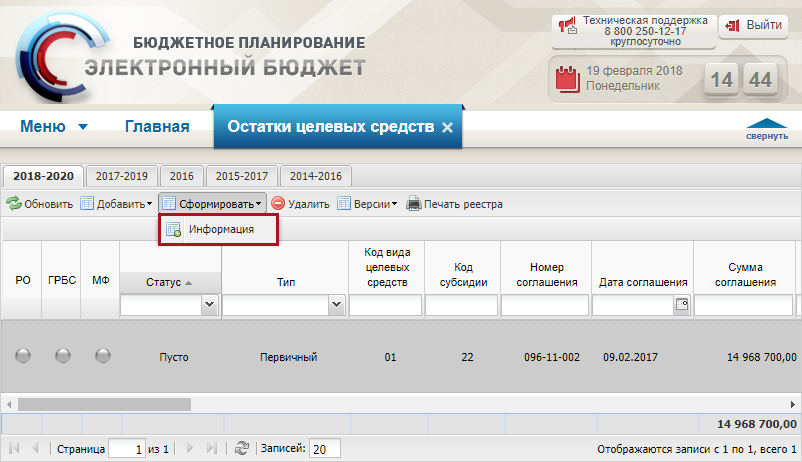 БЮДЖЕТНОЕ ПЛАНИРОВАНИЕ
ЭЛЕКТРОННЫЙ БЮДЖЕТ
Техническая поддержка
8 800 250-12-17
круглосуточно
Выйти
19 февраля 2018
Понедельник
14 44
Меню Главная Остатки целевых средств
свернуть
2018-2020 2017-2019 2016 2015-2017 2014-2016
Обновить Добавить Сформировать Удалить Версии Печать реестра
Информация
РО ГРБС МФ Статус Тип Код вида целевых средств Код субсидии Номер соглашения Дата соглашения Сумма соглашения
Пусто Первичный 01 22 096-11-002 09.02.2017 14 968 700,00
14 968 700,00
Страница 1 из 1 Записей: 20 Отображаются записи с 1 по 1, всего 1